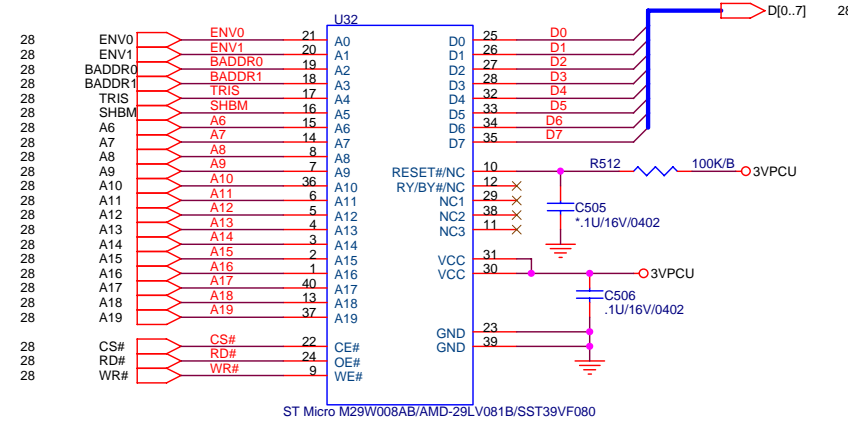 D[0..7] 28
U32
28 ENV0 ENV0 21 A0 D0 25 D0
28 ENV1 ENV1 20 A1 D1 26 D1
28 BADDR0 BADDR0 19 A2 D2 27 D2
28 BADDR1 BADDR1 18 A3 D3 28 D3
28 TRIS TRIS 17 A4 D4 32 D4
28 SHBM SHBM 16 A5 D5 33 D5
28 A6 A6 15 A6 D6 34 D6
28 A7 A7 14 A7 D7 35 D7
28 A8 A8 8 A8
28 A9 A9 7 A9 RESET#/NC 10 R512 100K/B 3VPCU
28 A10 A10 36 A10 RY/BY#/NC 12
28 A11 A11 6 A11 NC1 29
28 A12 A12 5 A12 NC2 38 C505
28 A13 A13 4 A13 NC3 11 *.1U/16V/0402
28 A14 A14 3 A14
28 A15 A15 2 A15 VCC 31
28 A16 A16 1 A16 VCC 30 3VPCU
28 A17 A17 40 A17
28 A18 A18 13 A18 C506
28 A19 A19 37 A19 .1U/16V/0402
GND 23
28 CS# CS# 22 CE# GND 39
28 RD# RD# 24 OE#
28 WR# WR# 9 WE#
ST Micro M29W008AB/AMD-29LV081B/SST39VF080